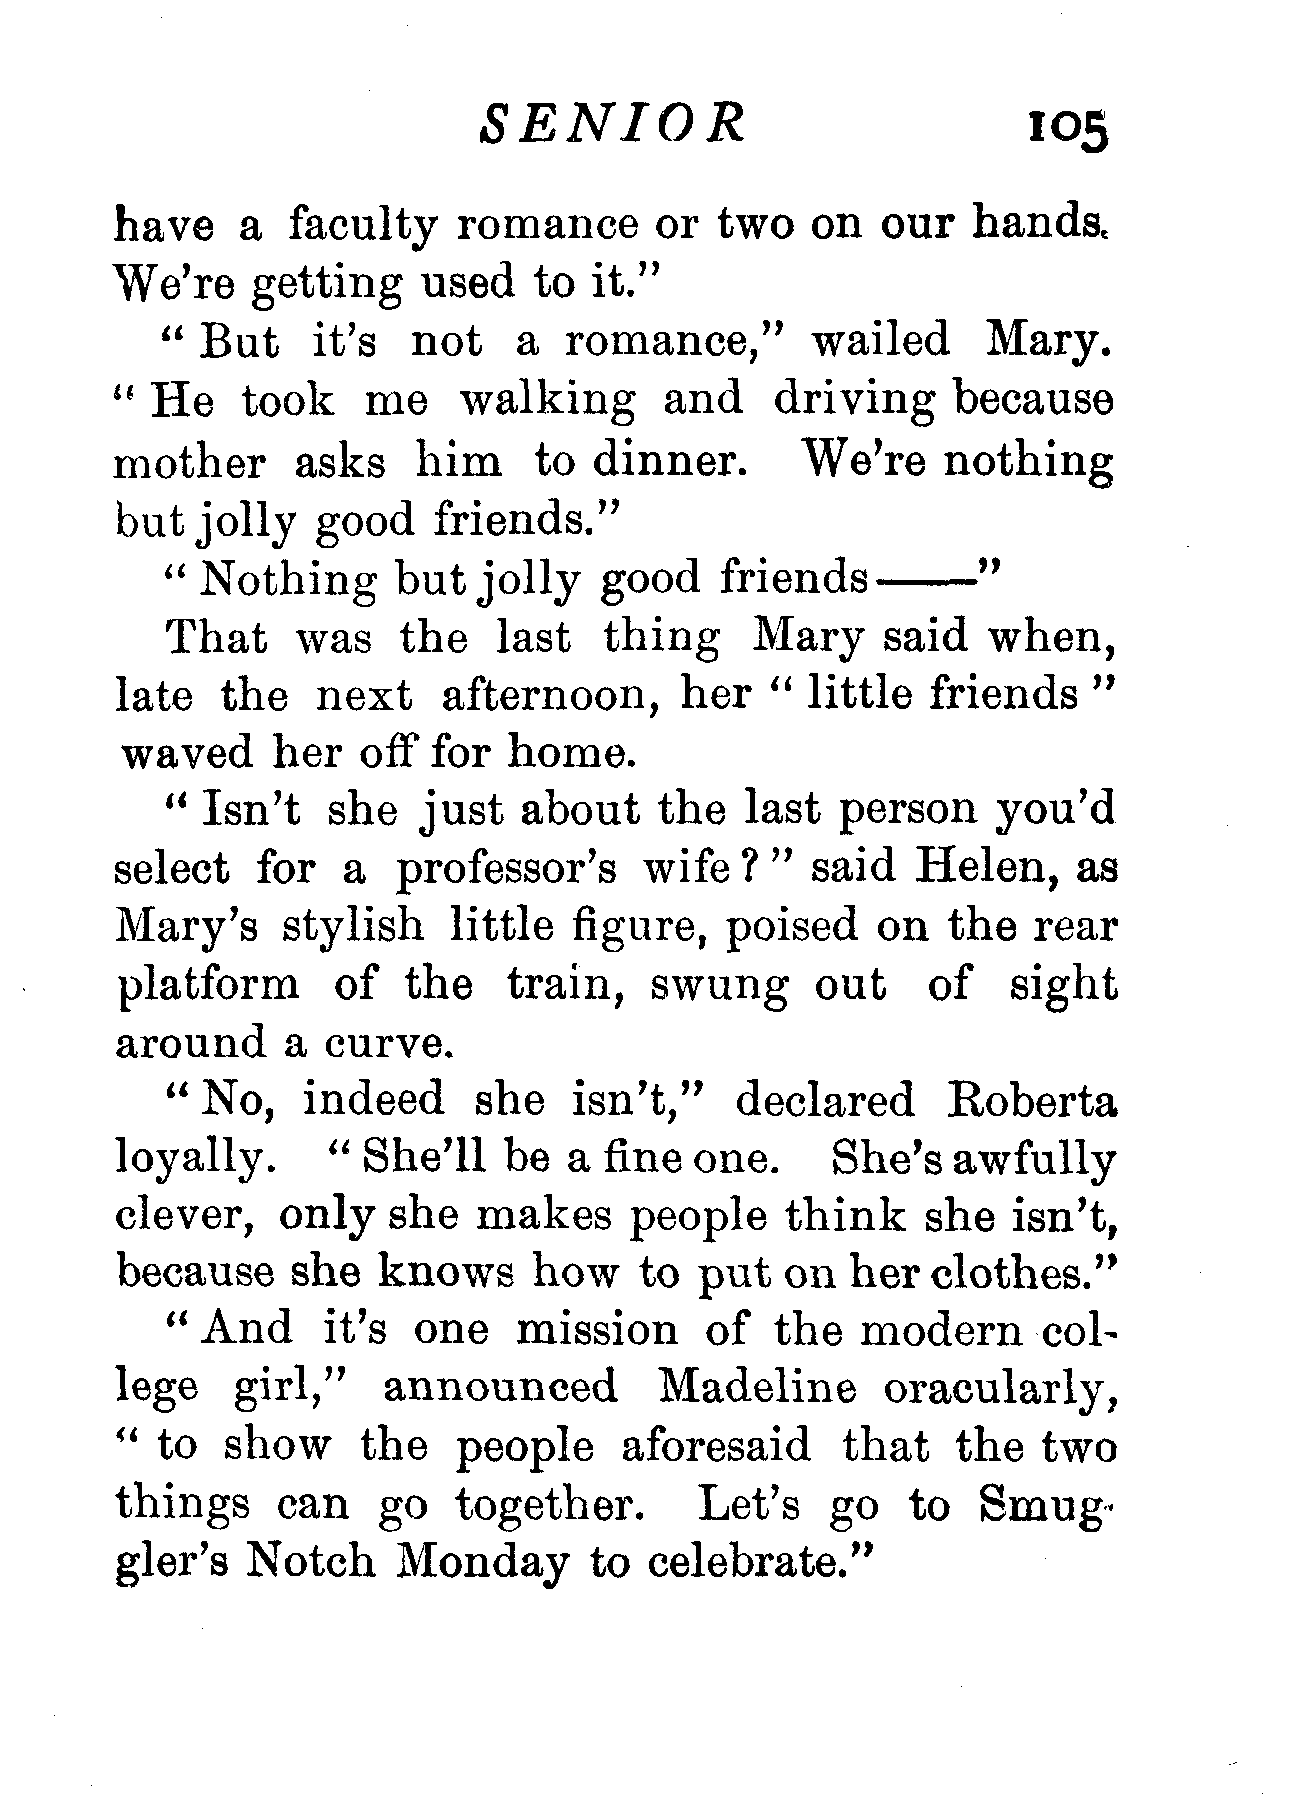 SENIOR 105
have a faculty romance or two on our hands.
We're getting used to it."
" But it's not a romance," wailed Mary.
" He took me walking and driving because
mother asks him to dinner. We're nothing
but jolly good friends."
" Nothing but jolly good friends——"
That was the last thing Mary said when,
late the next afternoon, her " little friends "
waved her off for home.
" Isn't she just about the last person you'd
select for a professor's wife ? " said Helen, as
Mary's stylish little figure, poised on the rear
platform of the train, swung out of sight
around a curve.
" No, indeed she isn't," declared Roberta
loyally. " She'll be a fine one. She's awfully
clever, only she makes people think she isn't,
because she knows how to put on her clothes."
" And it's one mission of the modern col-
lege girl," announced Madeline oracularly,
" to show the people aforesaid that the two
things can go together. Let's go to Smug-
gler's Notch Monday to celebrate."